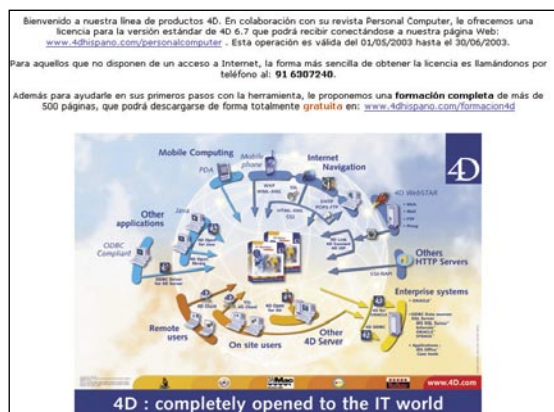 Bienvenido a nuestra línea de productos 4D. En colaboración con su revista Personal Computer, le ofrecemos una
licencia para la versión estándar de 4D 6.7 que podrá recibir conectándose a nuestra página Web:
www.4dhispano.com/personalcomputer . Esta operación es válida del 01/05/2003 hasta el 30/06/2003.
Para aquellos que no disponen de un acceso a Internet, la forma más sencilla de obtener la licencia es llamándonos por
teléfono al: 91 6307240.
Además para ayudarle en sus primeros pasos con la herramienta, le proponemos una formación completa de más de
500 páginas, que podrá descargarse de forma totalmente gratuita en: www.4dhispano.com/formacion4d
Mobile Computing
PDA
Mobile
phone
Internet
Navigation
4D
4D WebSTAR
Other
applications
Java
ODBC
Compliant
Others
HTTP Servers
Enterprise systems
Remote
users
On site users
Other
4D Server
www.4D.com
4D : completely opened to the IT world